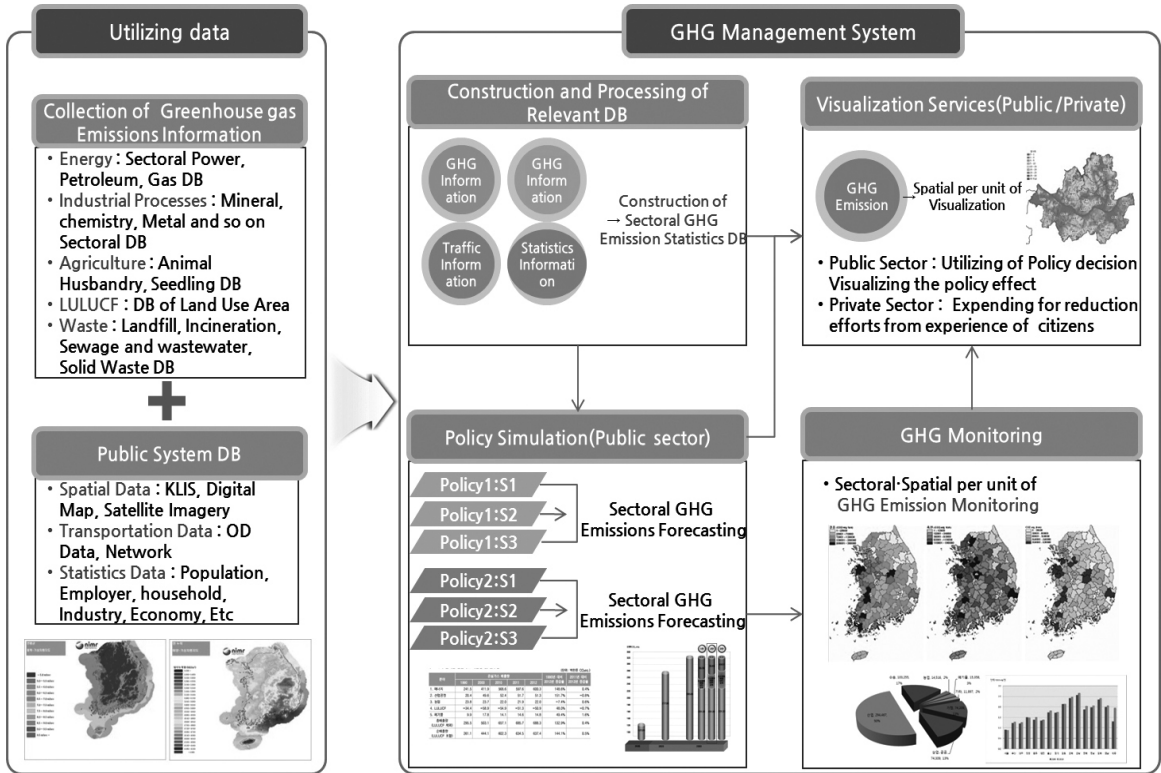 Utilizing data
Collection of Greenhouse gas
Emissions Information
• Energy : Sectoral Power,
Petroleum, Gas DB
• Industrial Processes : Mineral,
chemistry, Metal and so on
Sectoral DB
• Agriculture : Animal
Husbandry, Seedling DB
• LULUCF : DB of Land Use Area
• Waste : Landfill, Incineration,
Sewage and wastewater,
Solid Waste DB
Public System DB
• Spatial Data : KLIS, Digital
Map, Satellite Imagery
• Transportation Data : OD
Data, Network
• Statistics Data : Population,
Employer, household,
Industry, Economy, Etc
nims
nims
GHG Management System
Construction and Processing of
Relevant DB
GHG
Inform
ation
GHG
Inform
ation
Traffic
Inform
ation
Statistics
Informati
on
Construction of
→ Sectoral GHG
Emission Statistics DB
Policy Simulation(Public sector)
Policy1:S1
Policy1:S2
Policy1:S3
Sectoral GHG
Emissions Forecasting
Policy2:S1
Policy2:S2
Policy2:S3
Sectoral GHG
Emissions Forecasting
Visualization Services(Public/Private)
GHG
Emission
→ Spatial per unit of
Visualization
• Public Sector : Utilizing of Policy decision
Visualizing the policy effect
• Private Sector : Expending for reduction
efforts from experience of citizens
GHG Monitoring
• Sectoral·Spatial per unit of
GHG Emission Monitoring